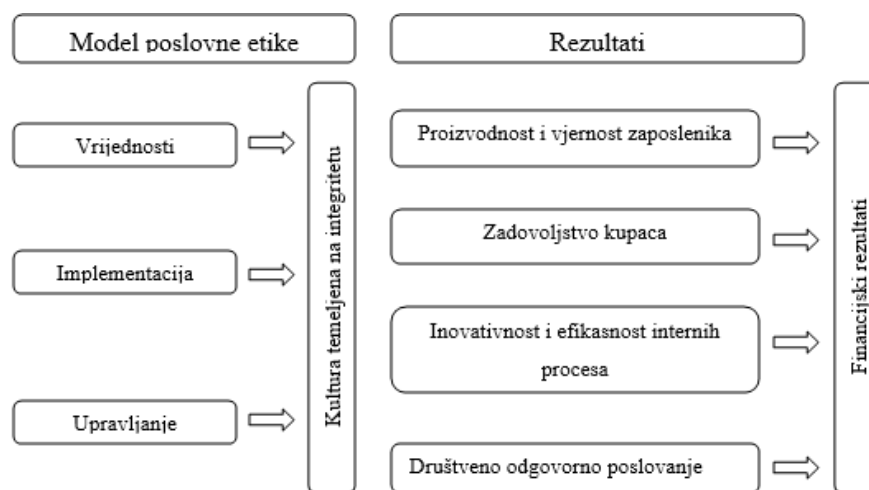 Model poslovne etike
Rezultati
Vrijednosti
Implementacija
Upravljanje
Kultura temeljena na integritetu
Proizvodnost i vjernost zaposlenika
Zadovoljstvo kupaca
Inovativnost i efikasnost internih
procesa
Društveno odgovorno poslovanje
Financijski rezultati